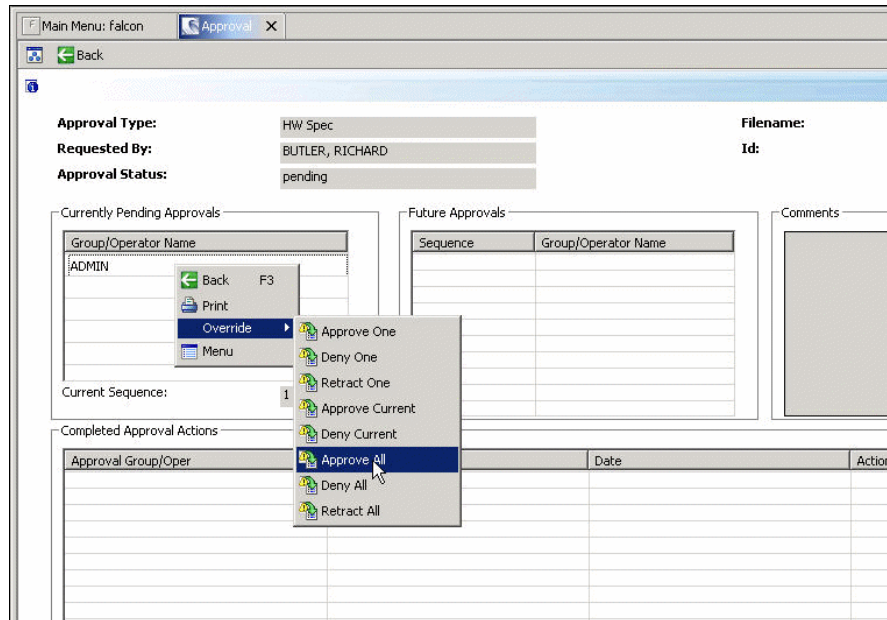 Main Menu: falcon Approval
Back
Approval Type: HW Spec Filename:
Requested By: BUTLER, RICHARD Id:
Approval Status: pending
Currently Pending Approvals Future Approvals Comments
Group/Operator Name Sequence Group/Operator Name
ADMIN
Back F3
Print
Override
Menu
Approve One
Deny One
Retract One
Approve Current
Deny Current
Approve All
Deny All
Retract All
Current Sequence: 1
Completed Approval Actions
Approval Group/Oper Date Action